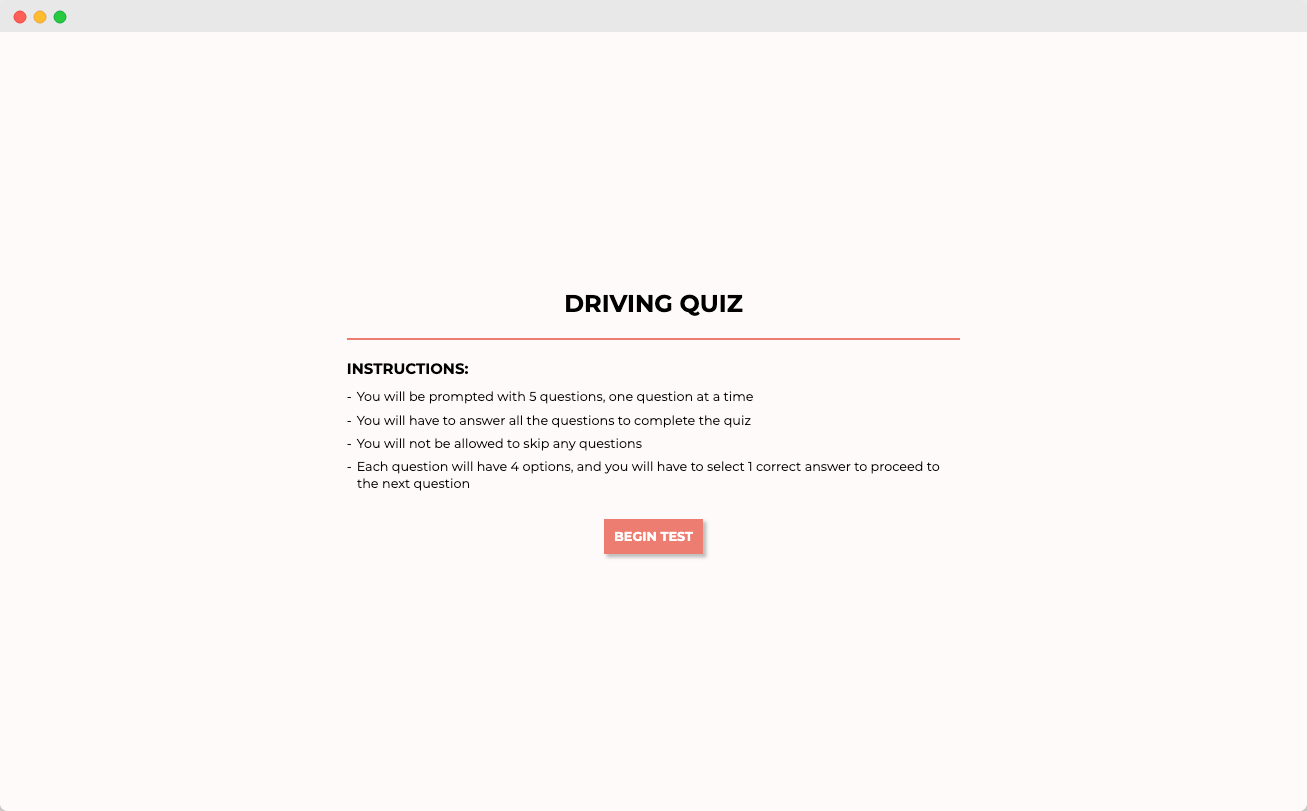 DRIVING QUIZ
INSTRUCTIONS:
- You will be prompted with 5 questions, one question at a time
- You will have to answer all the questions to complete the quiz
- You will not be allowed to skip any questions
- Each question will have 4 options, and you will have to select 1 correct answer to proceed to
the next question
BEGIN TEST